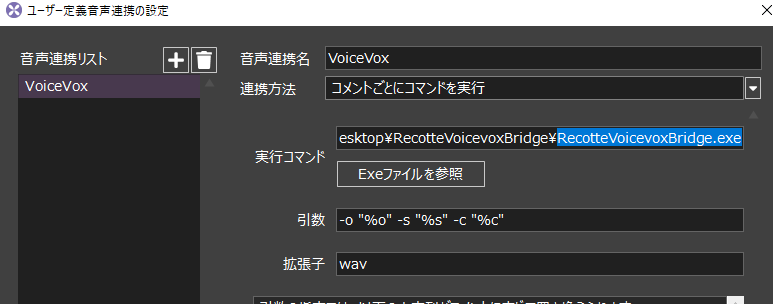 ユーザー定義音声連携の設定
音声連携リスト
VoiceVox
音声連携名 VoiceVox
連携方法 コメントごとにコマンドを実行
実行コマンド esktop¥RecotteVoicevoxBridge¥RecotteVoicevoxBridge.exe
Exeファイルを参照
引数 -o "%o" -s "%s" -c "%c"
拡張子 wav